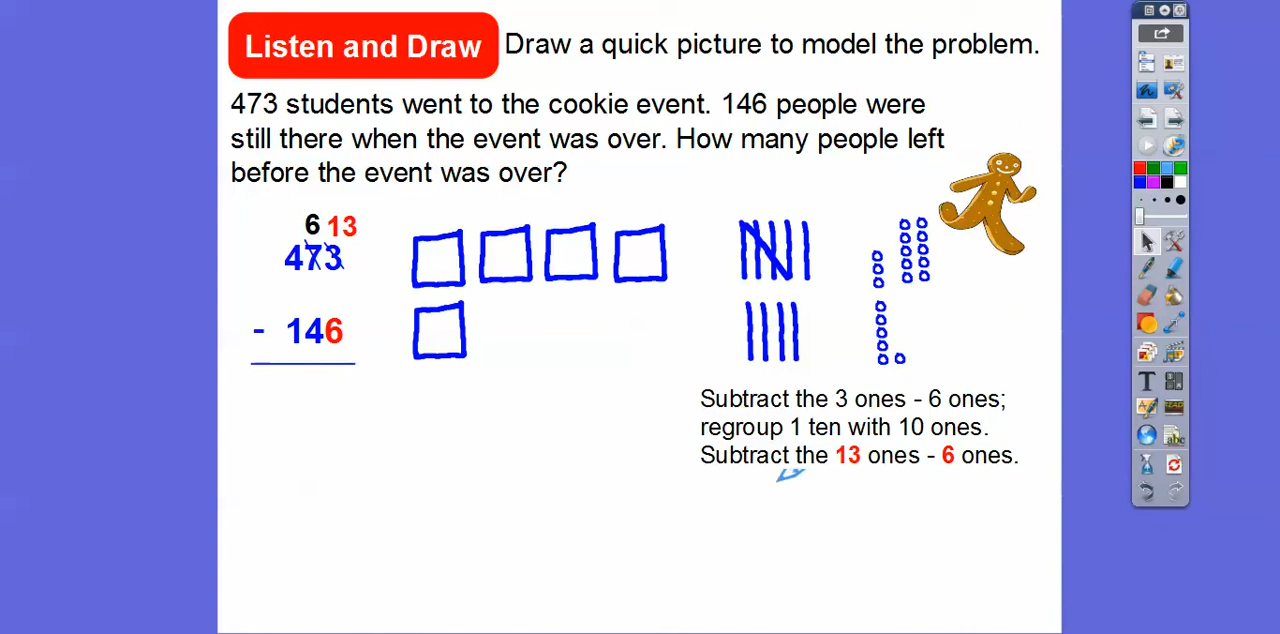 Listen and Draw Draw a quick picture to model the problem.
473 students went to the cookie event. 146 people were
still there when the event was over. How many people left
before the event was over?
6 13
473
- 146
Subtract the 3 ones - 6 ones;
regroup 1 ten with 10 ones.
Subtract the 13 ones - 6 ones.